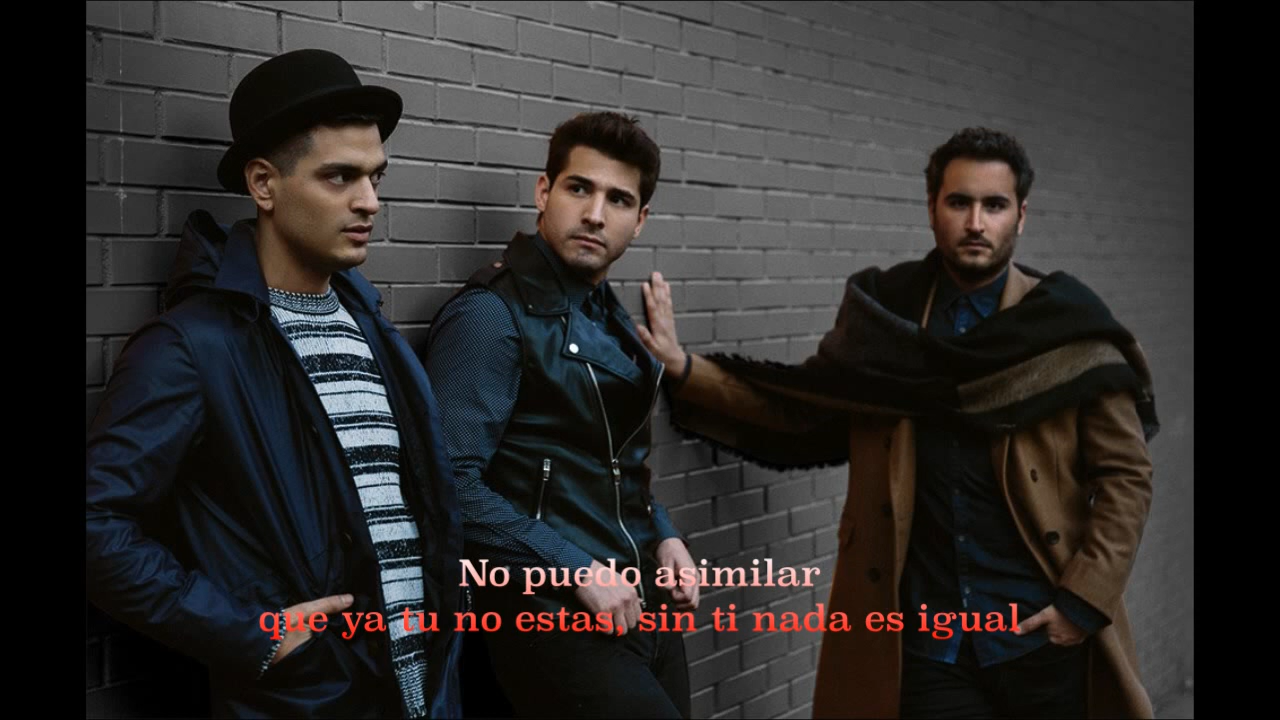 No puedo asimilar
que ya tu no estas, sin ti nada es igual